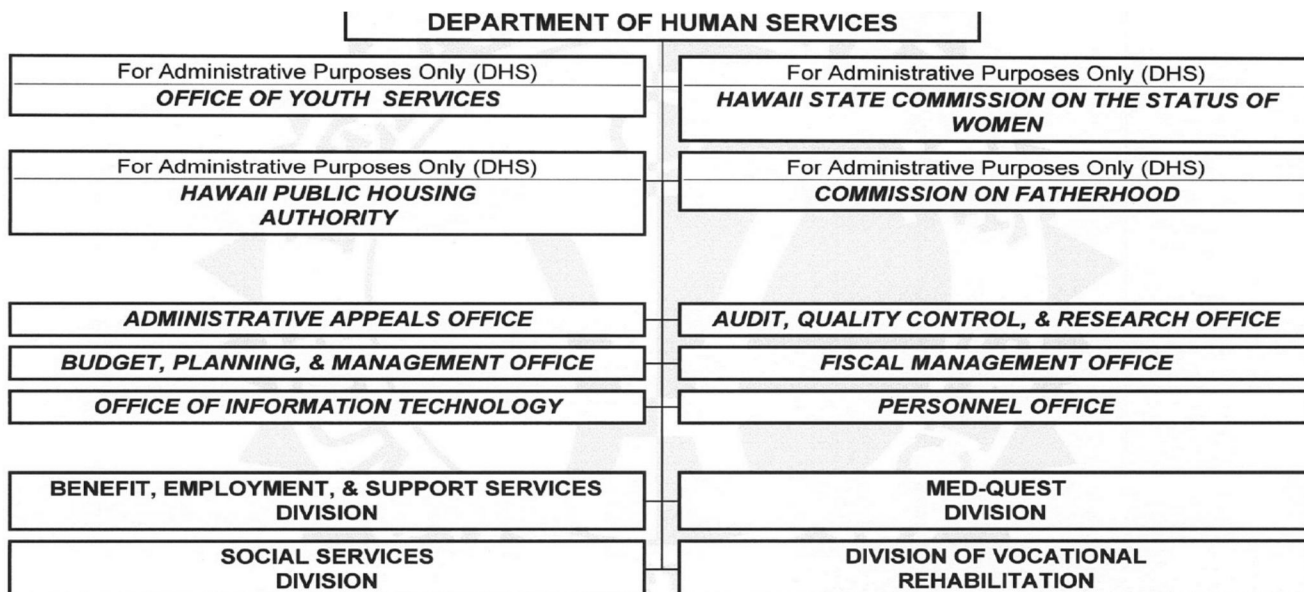 DEPARTMENT OF HUMAN SERVICES
For Administrative Purposes Only (DHS)
OFFICE OF YOUTH SERVICES
For Administrative Purposes Only (DHS)
HAWAII STATE COMMISSION ON THE STATUS OF
WOMEN
For Administrative Purposes Only (DHS)
HAWAII PUBLIC HOUSING
AUTHORITY
For Administrative Purposes Only (DHS)
COMMISSION ON FATHERHOOD
ADMINISTRATIVE APPEALS OFFICE
AUDIT, QUALITY CONTROL, & RESEARCH OFFICE
BUDGET, PLANNING, & MANAGEMENT OFFICE
FISCAL MANAGEMENT OFFICE
OFFICE OF INFORMATION TECHNOLOGY
PERSONNEL OFFICE
BENEFIT, EMPLOYMENT, & SUPPORT SERVICES
DIVISION
MED-QUEST
DIVISION
SOCIAL SERVICES
DIVISION
DIVISION OF VOCATIONAL
REHABILITATION